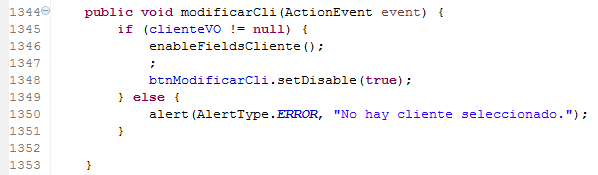 1344 public void modificarCli(ActionEvent event) {
1345 if (clienteVO != null) {
1346 enableFieldsCliente();
1347 ;
1348 btnModificarCli.setDisable(true);
1349 } else {
1350 alert(AlertType.ERROR, "No hay cliente seleccionado.");
1351 }
1352
1353 }